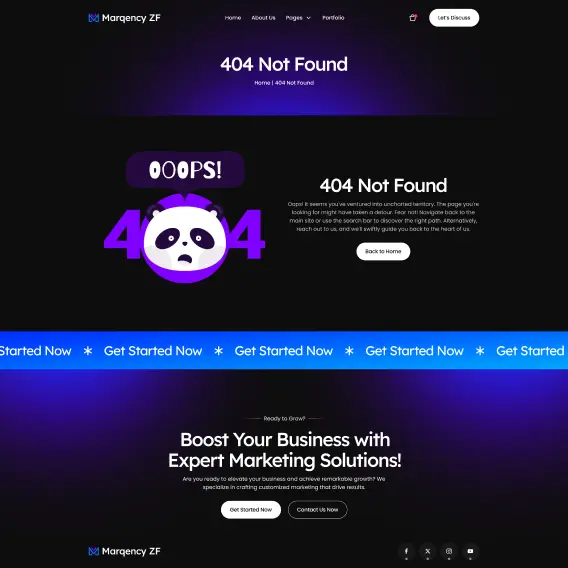 Marqency ZF
Home
About Us
Pages
Portfolio
Let's Discuss
404 Not Found
Home | 404 Not Found
OOOPS!
4 4
404 Not Found
Oops! It seems you've ventured into uncharted territory. The page you're
looking for might have taken a detour. Fear not! Navigate back to the
main site or use the search bar to discover the right path. Alternatively,
reach out to us, and we'll swiftly guide you back to the heart of us.
Back to Home
Started Now * Get Started Now * Get Started Now * Get Started Now * Get Started
Ready to Grow?
Boost Your Business with
Expert Marketing Solutions!
Are you ready to elevate your business and achieve remarkable growth? We
specialize in crafting customized marketing that drive results.
Get Started Now
Contact Us Now
Marqency ZF